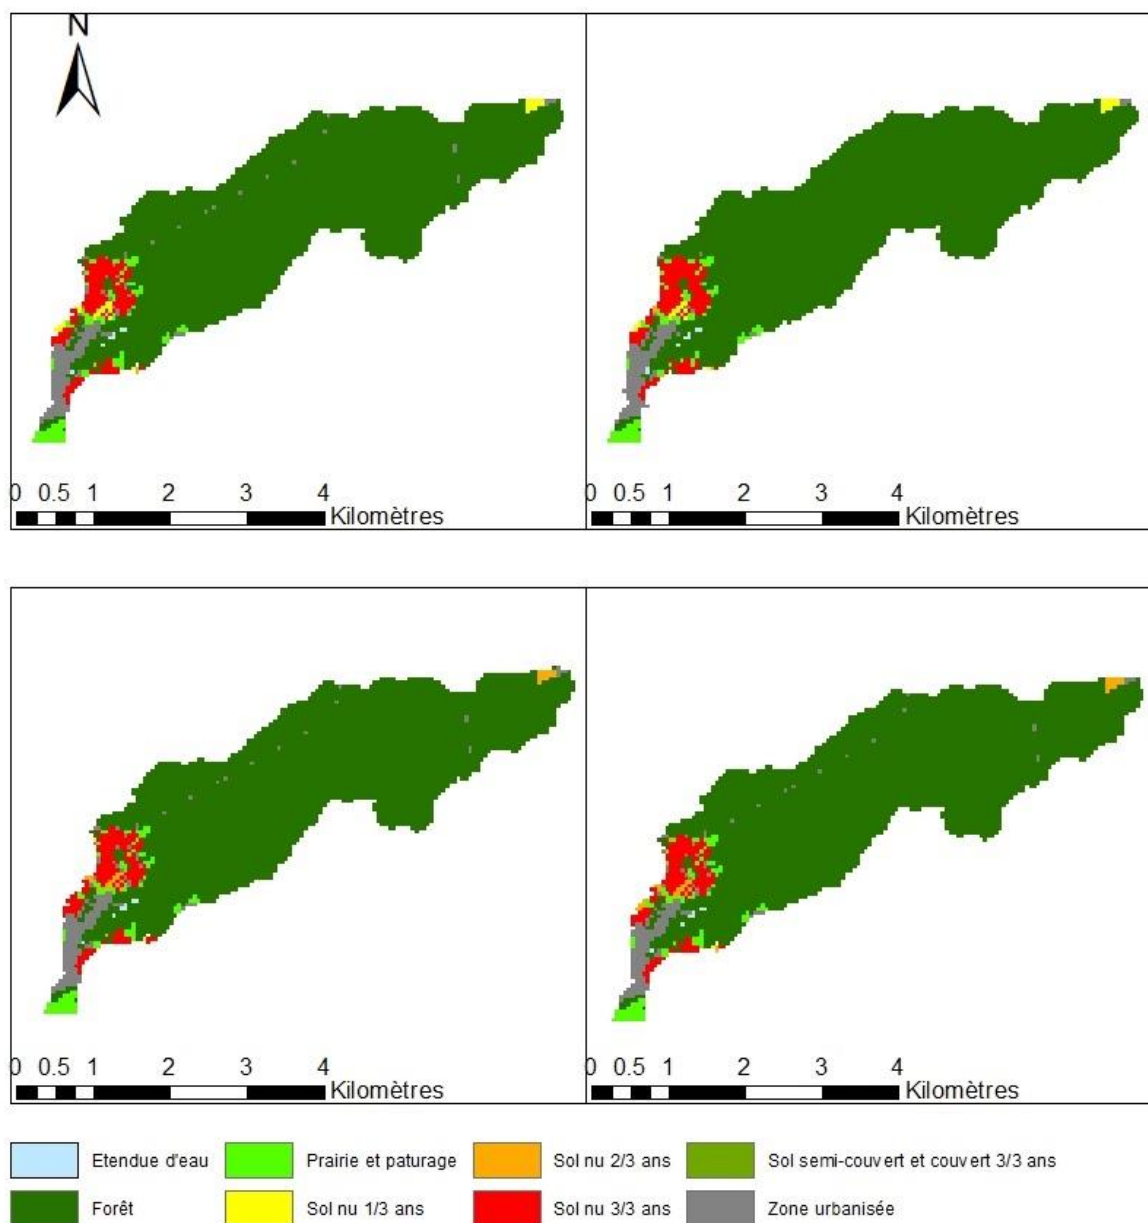 N
0 0.5 1 2 3 4
Kilomètres
0 0.5 1 2 3 4
Kilomètres
0 0.5 1 2 3 4
Kilomètres
0 0.5 1 2 3 4
Kilomètres
Etendue d'eau
Prairie et paturage
Sol nu 2/3 ans
Sol semi-couvert et couvert 3/3 ans
Forêt
Sol nu 1/3 ans
Sol nu 3/3 ans
Zone urbanisée